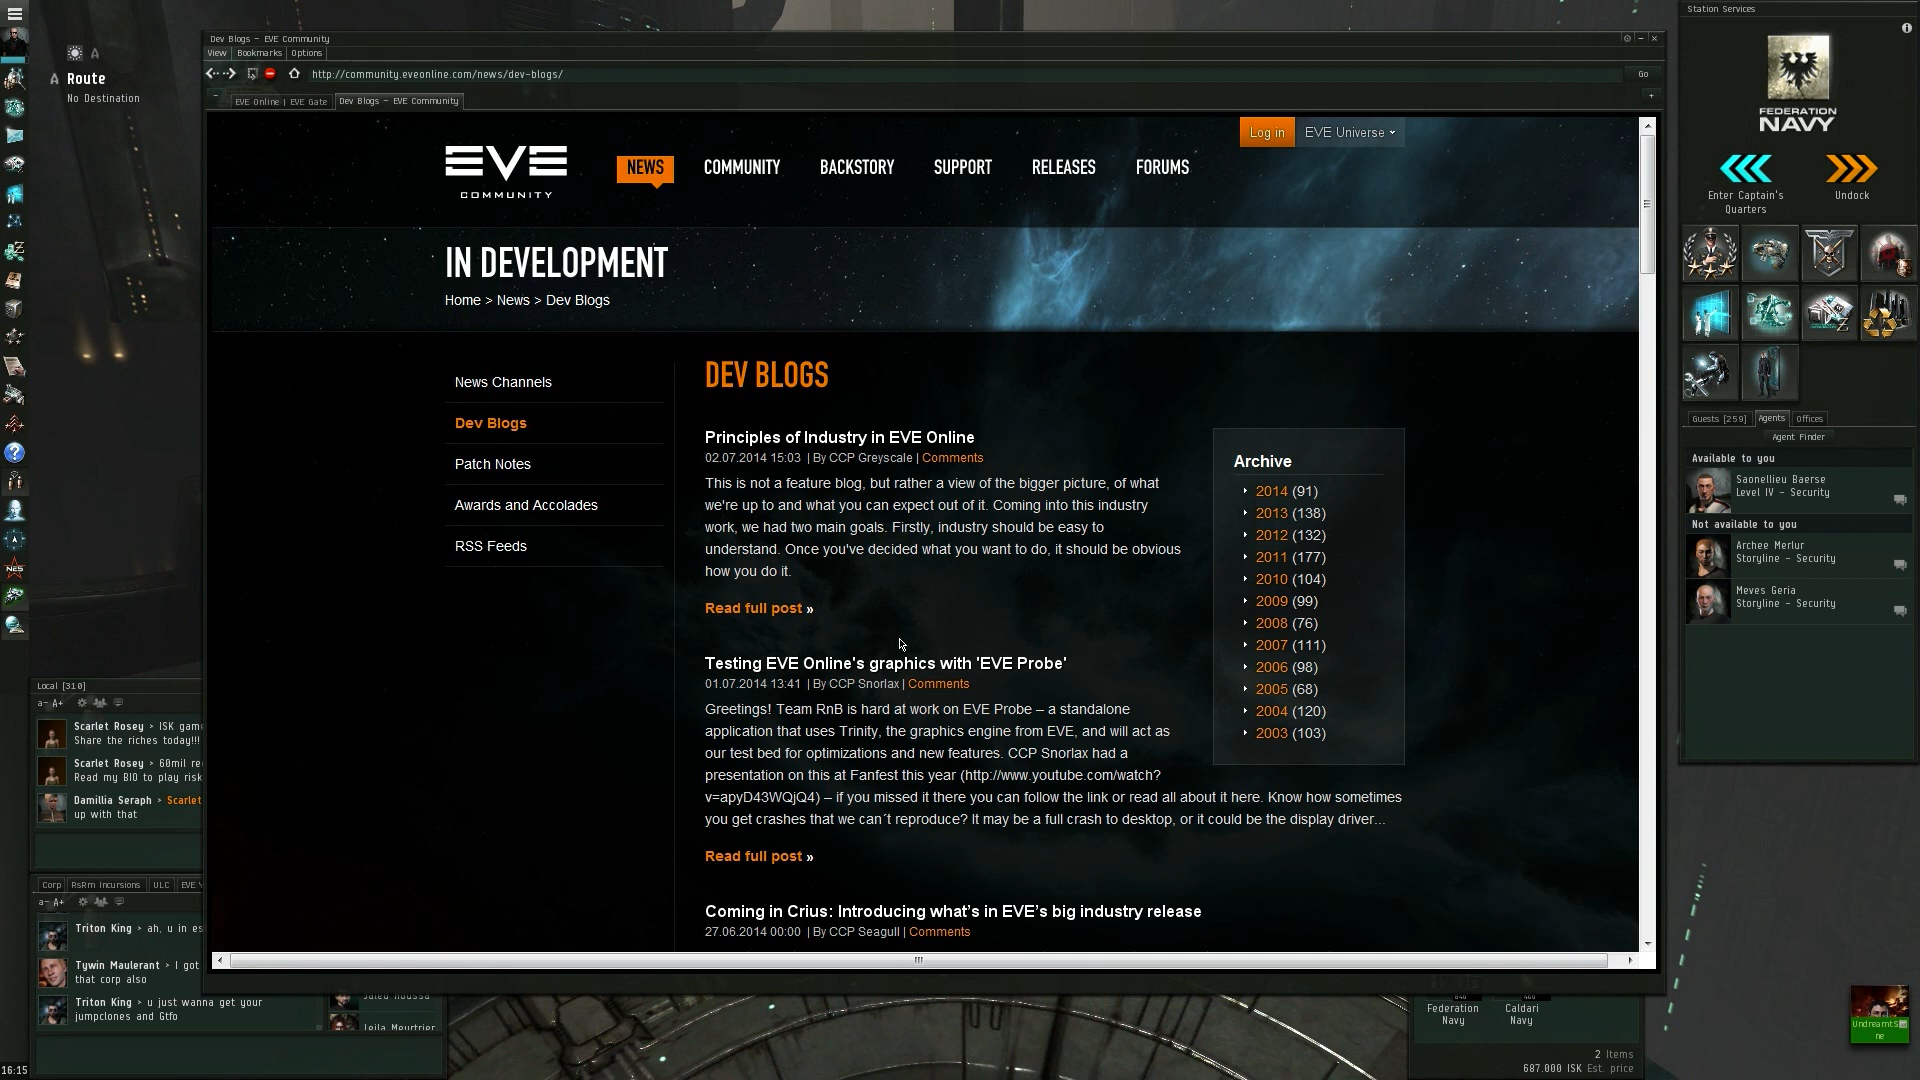 Dev Blogs - EVE Community
View Bookmarks Options
http://community.eveonline.com/news/dev-blogs/
Go
EVE Online | EVE Gate
Dev Blogs - EVE Community
A
A Route
No Destination
Log in
EVE Universe
EVE
COMMUNITY
NEWS COMMUNITY BACKSTORY SUPPORT RELEASES FORUMS
IN DEVELOPMENT
Home > News > Dev Blogs
News Channels
Dev Blogs
Patch Notes
Awards and Accolades
RSS Feeds
DEV BLOGS
Principles of Industry in EVE Online
02.07.2014 15:03 | By CCP Greyscale | Comments
This is not a feature blog, but rather a view of the bigger picture, of what
we're up to and what you can expect out of it. Coming into this industry
work, we had two main goals. Firstly, industry should be easy to
understand. Once you've decided what you want to do, it should be obvious
how you do it.
Read full post »
Testing EVE Online's graphics with 'EVE Probe'
01.07.2014 13:41 | By CCP Snorlax | Comments
Greetings! Team RnB is hard at work on EVE Probe – a standalone
application that uses Trinity, the graphics engine from EVE, and will act as
our test bed for optimizations and new features. CCP Snorlax had a
presentation on this at Fanfest this year (http://www.youtube.com/watch?
v=apyD43WQjQ4) – if you missed it there you can follow the link or read all about it here. Know how sometimes
you get crashes that we can´t reproduce? It may be a full crash to desktop, or it could be the display driver...
Read full post »
Coming in Crius: Introducing what’s in EVE’s big industry release
27.06.2014 00:00 | By CCP Seagull | Comments
Archive
2014 (91)
2013 (138)
2012 (132)
2011 (177)
2010 (104)
2009 (99)
2008 (76)
2007 (111)
2006 (98)
2005 (68)
2004 (120)
2003 (103)
Station Services
FEDERATION
NAVY
Enter Captain's
Quarters
Undock
Guests [259] Agents Offices
Agent Finder
Available to you
Saonellieu Baerse
Level IV - Security
Not available to you
Archee Merlur
Storyline - Security
Meves Geria
Storyline - Security
NES
Local [310]
a- A+
Scarlet Rosey > ISK game
Share the riches today!!!
Scarlet Rosey > 60mil re
Read my BIO to play risk
Damillia Seraph > Scarlet
up with that
Corp RsRm Incursions ULC EVE
a- A+
Triton King > ah, u in es
Tywin Maulerant > I got
that corp also
Triton King > u just wanna get your
jumpclones and Gtfo
Leila Meurtrier
Federation
Navy
Caldari
Navy
2 Items
687.000 ISK Est. price
16:15